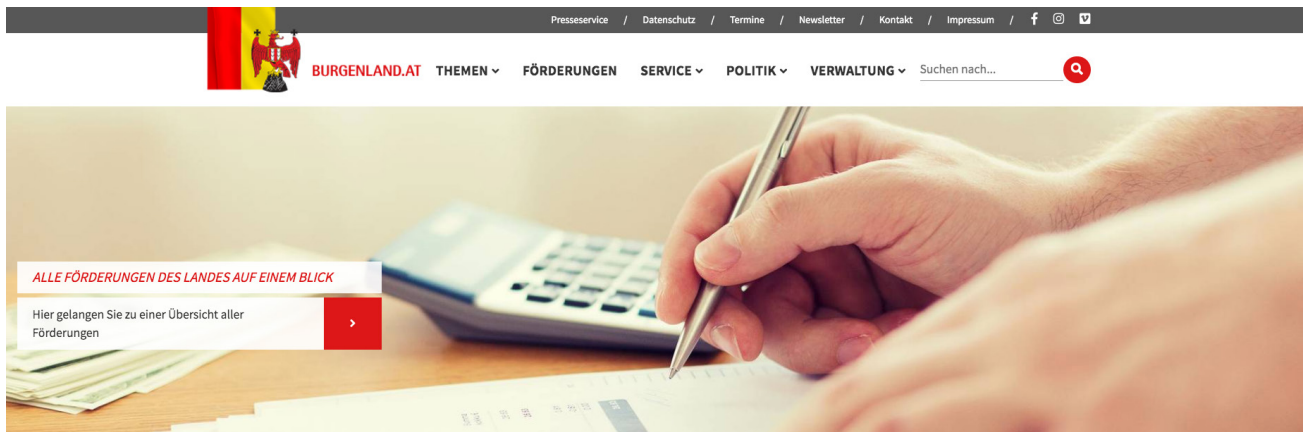 Presseservice / Datenschutz / Termine / Newsletter / Kontakt / Impressum /
BURGENLAND.AT THEMEN FÖRDERUNGEN SERVICE POLITIK VERWALTUNG Suchen nach...
ALLE FÖRDERUNGEN DES LANDES AUF EINEM BLICK
Hier gelangen Sie zu einer Übersicht aller
Förderungen